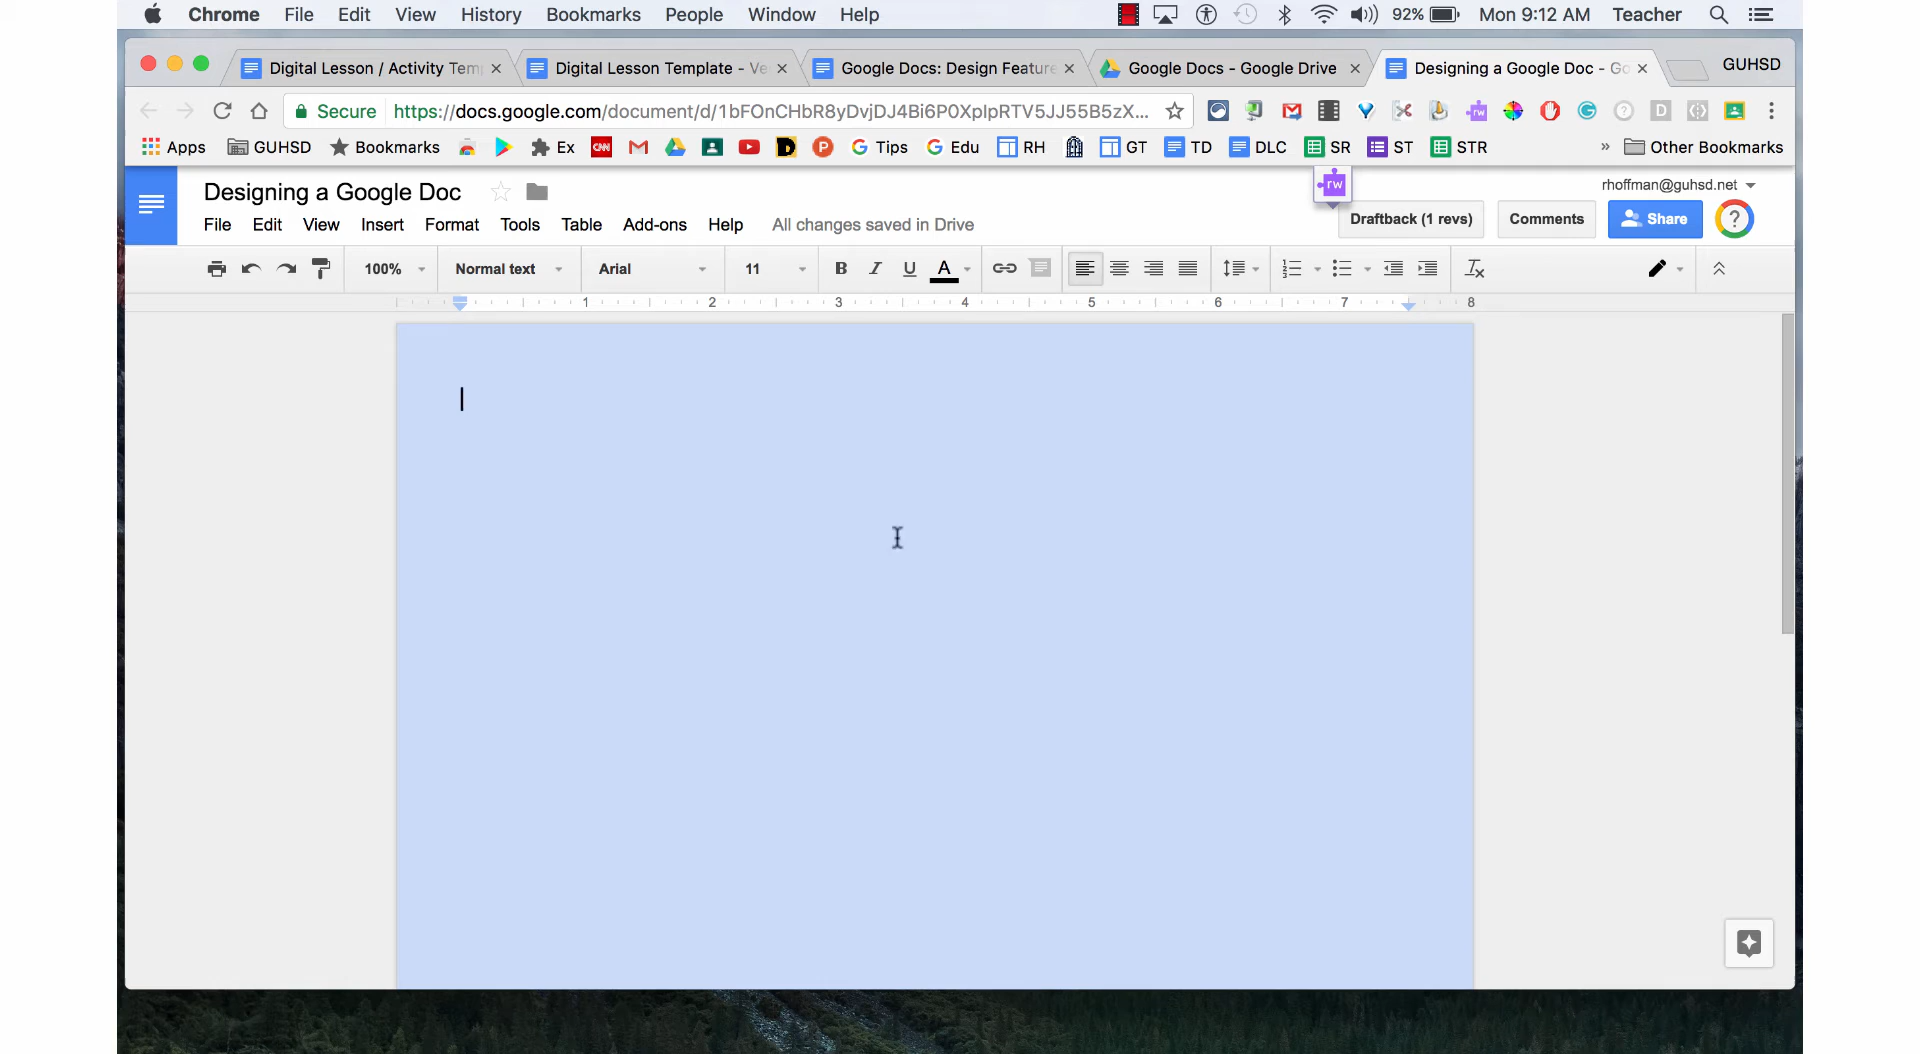 Chrome File Edit View History Bookmarks People Window Help 92% Mon 9:12 AM Teacher
Digital Lesson / Activity Tem Digital Lesson Template - Ve Google Docs: Design Feature Google Docs - Google Drive Designing a Google Doc - Go GUHSD
Secure https://docs.google.com/document/d/1bFOnCHbR8yDvjDJ4Bi6P0XpIpRTV5JJ55B5zX...
Apps GUHSD Bookmarks Ex CNN Tips Edu RH GT TD DLC SR ST STR » Other Bookmarks
rw
Designing a Google Doc rhoffman@guhsd.net
File Edit View Insert Format Tools Table Add-ons Help All changes saved in Drive Draftback (1 revs) Comments Share ?
100% Normal text Arial 11 B I U A
1 2 3 4 5 6 7 8